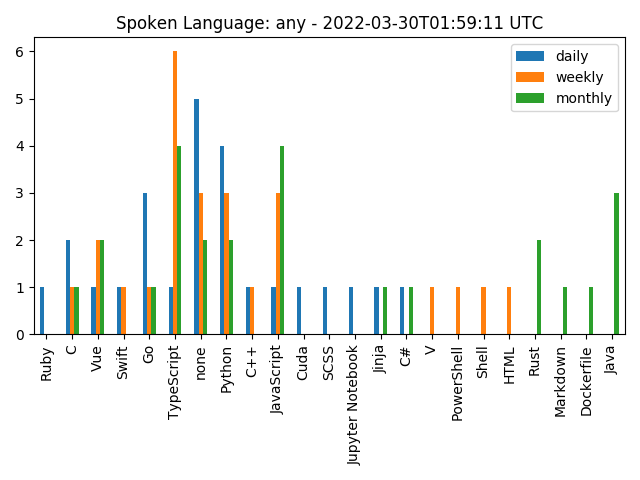 Spoken Language: any - 2022-03-30T01:59:11 UTC
daily
weekly
monthly
6
5
4
3
2
1
0
Ruby
C
Vue
Swift
Go
TypeScript
none
Python
C++
JavaScript
Cuda
SCSS
Jupyter Notebook
Jinja
C#
V
PowerShell
Shell
HTML
Rust
Markdown
Dockerfile
Java